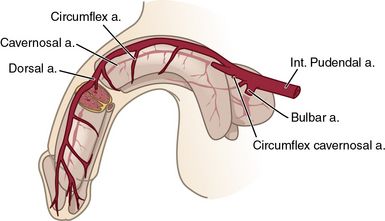 Circumflex a.
Cavernosal a.
Dorsal a.
Int. Pudendal a.
Bulbar a.
Circumflex cavernosal a.